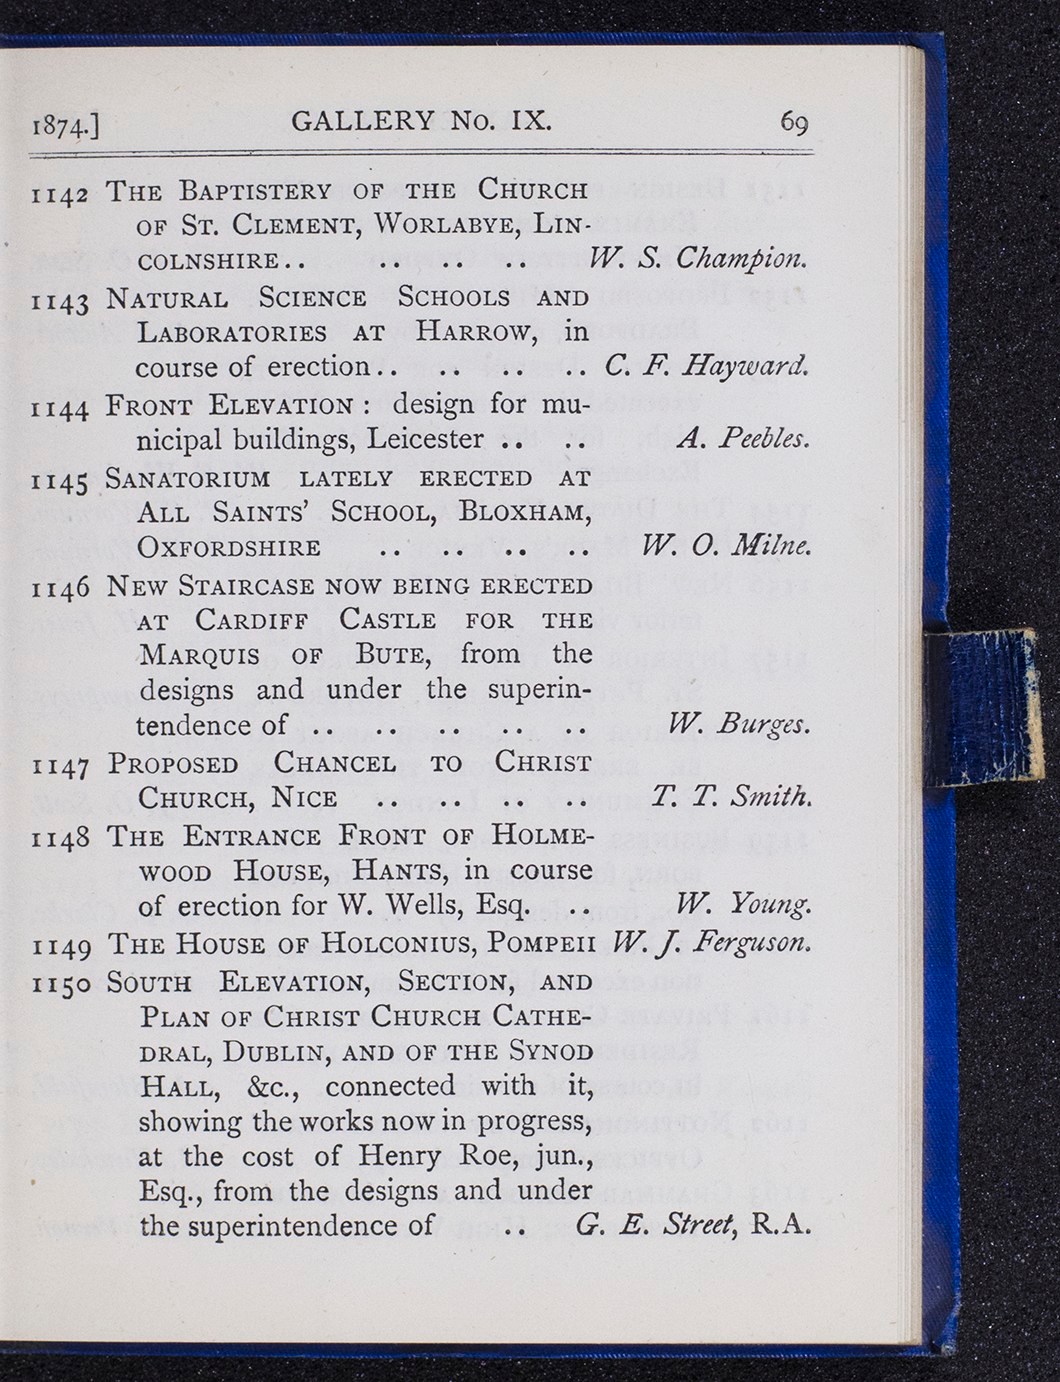 1874.] GALLERY No. IX. 69
1142 THE BAPTISTERY OF THE CHURCH
OF ST. CLEMENT, WORLABYE, LIN-
COLNSHIRE.. .. .. .. W. S. Champion.
1143 NATURAL SCIENCE SCHOOLS AND
LABORATORIES AT HARROW, in
course of erection.. .. .. .. C. F. Hayward.
1144 FRONT ELEVATION : design for mu-
nicipal buildings, Leicester .. .. A. Peebles.
1145 SANATORIUM LATELY ERECTED AT
ALL SAINTS' SCHOOL, BLOXHAM,
OXFORDSHIRE .. .. .. .. W. O. Milne.
1146 NEW STAIRCASE NOW BEING ERECTED
AT CARDIFF CASTLE FOR THE
MARQUIS OF BUTE, from the
designs and under the superin-
tendence of .. .. .. .. .. W. Burges.
1147 PROPOSED CHANCEL TO CHRIST
CHURCH, NICE .. .. .. T. T. Smith.
1148 THE ENTRANCE FRONT OF HOLME-
WOOD HOUSE, HANTS, in course
of erection for W. Wells, Esq. .. W. Young.
1149 THE HOUSE OF HOLCONIUS, POMPEII W. J. Ferguson.
1150 SOUTH ELEVATION, SECTION, AND
PLAN OF CHRIST CHURCH CATHE-
DRAL, DUBLIN, AND OF THE SYNOD
HALL, &c., connected with it,
showing the works now in progress,
at the cost of Henry Roe, jun.,
Esq., from the designs and under
the superintendence of .. G. E. Street, R.A.